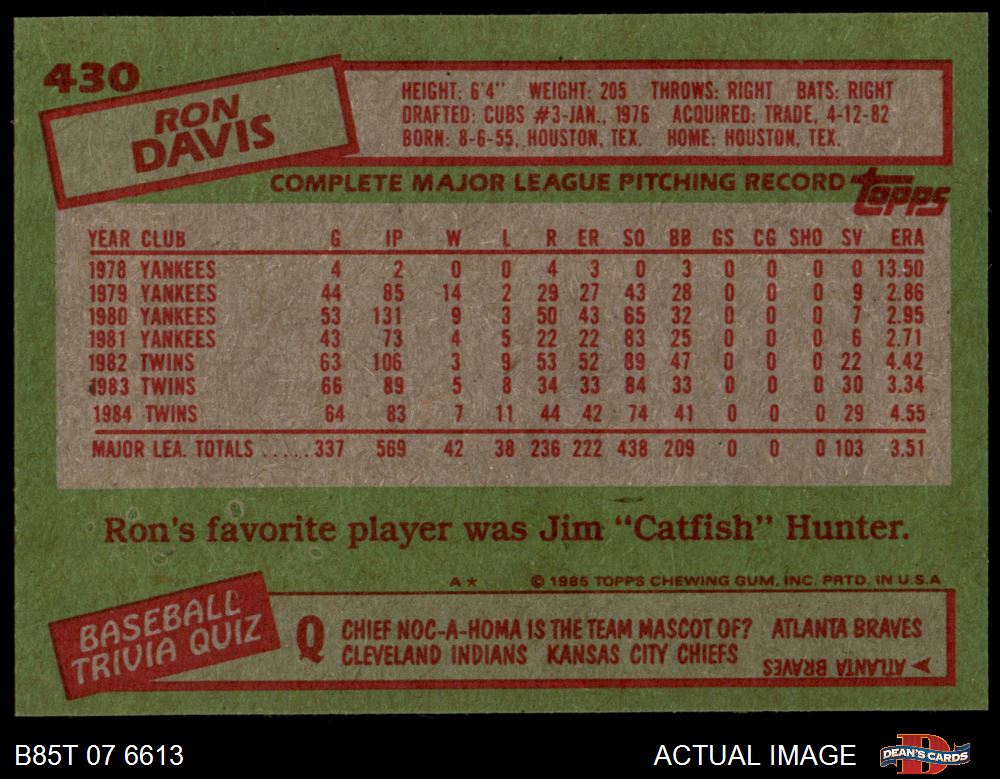 430
RON
DAVIS
HEIGHT: 6'4" WEIGHT: 205 THROWS: RIGHT BATS: RIGHT
DRAFTED: CUBS #3-JAN., 1976 ACQUIRED: TRADE, 4-12-82
BORN: 8-6-55, HOUSTON, TEX. HOME: HOUSTON, TEX.
COMPLETE MAJOR LEAGUE PITCHING RECORD topps
YEAR CLUB G IP W L R ER SO BB GS CG SHO SV ERA
1978 YANKEES 4 2 0 0 4 3 0 3 0 0 0 0 13.50
1979 YANKEES 44 85 14 2 29 27 43 28 0 0 0 9 2.86
1980 YANKEES 53 131 9 3 50 43 65 32 0 0 0 7 2.95
1981 YANKEES 43 73 4 5 22 22 83 25 0 0 0 6 2.71
1982 TWINS 63 106 3 9 53 52 89 47 0 0 0 22 4.42
1983 TWINS 66 89 5 8 34 33 84 33 0 0 0 30 3.34
1984 TWINS 64 83 7 11 44 42 74 41 0 0 0 29 4.55
MAJOR LEA. TOTALS ..... 337 569 42 38 236 222 438 209 0 0 0 103 3.51
Ron's favorite player was Jim "Catfish" Hunter.
A★ © 1985 TOPPS CHEWING GUM, INC. PRTD. IN U.S.A
BASEBALL
TRIVIA QUIZ
Q CHIEF NOC-A-HOMA IS THE TEAM MASCOT OF? ATLANTA BRAVES
CLEVELAND INDIANS KANSAS CITY CHIEFS
ATLANTA BRAVES
B85T 07 6613
ACTUAL IMAGE
DEAN'S CARDS